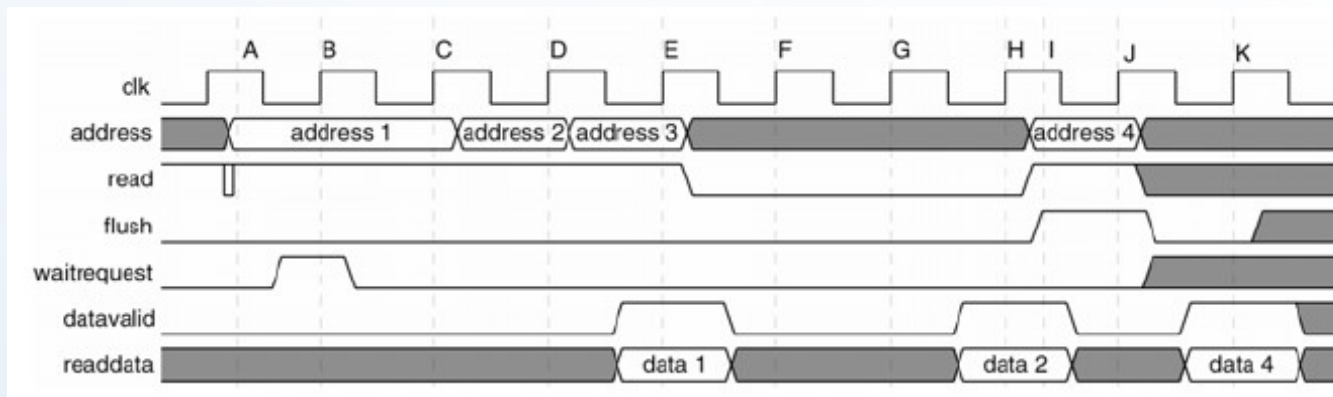 A B C D E F G H I J K
clk
address address 1 address 2 address 3 address 4
read
flush
waitrequest
datavalid
readdata data 1 data 2 data 4